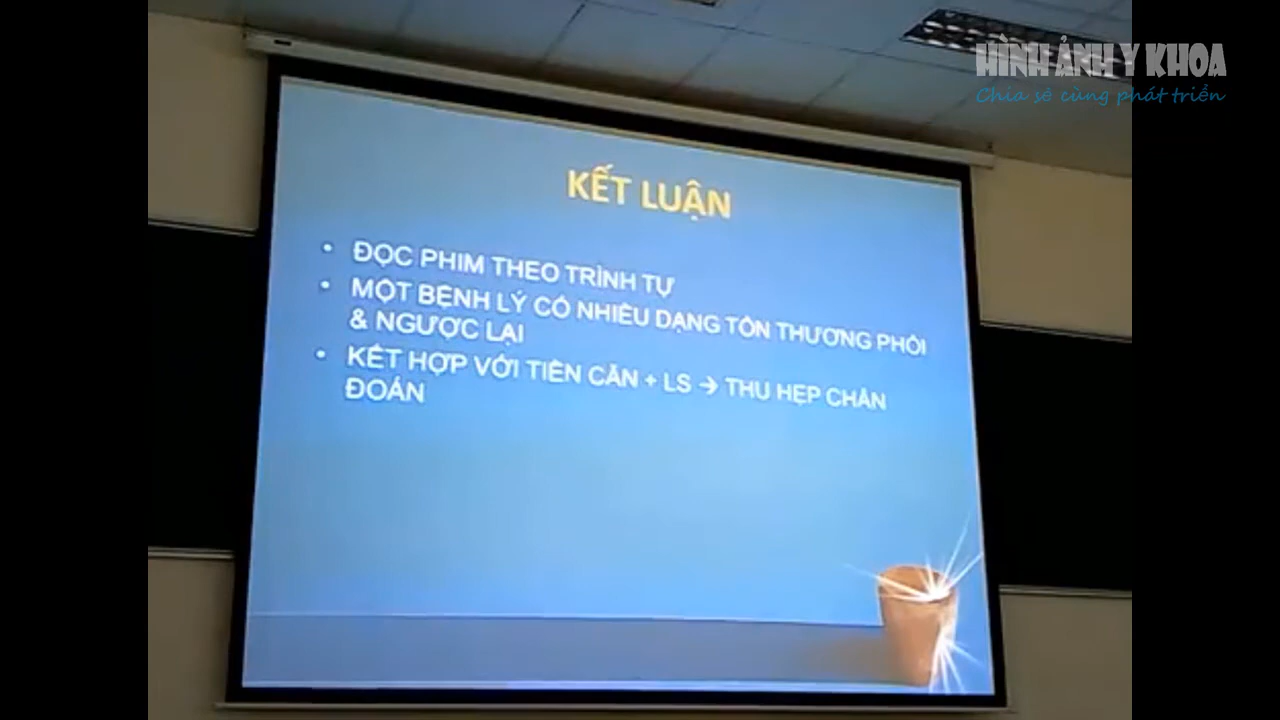 HÌNH ẢNH Y KHOA
Chia sẻ cùng phát triển
KẾT LUẬN
• ĐỌC PHIM THEO TRÌNH TỰ
• MỘT BỆNH LÝ CÓ NHIỀU DẠNG TỔN THƯƠNG PHỔI
& NGƯỢC LẠI
• KẾT HỢP VỚI TIỀN CĂN + LS → THU HẸP CHẨN
ĐOÁN